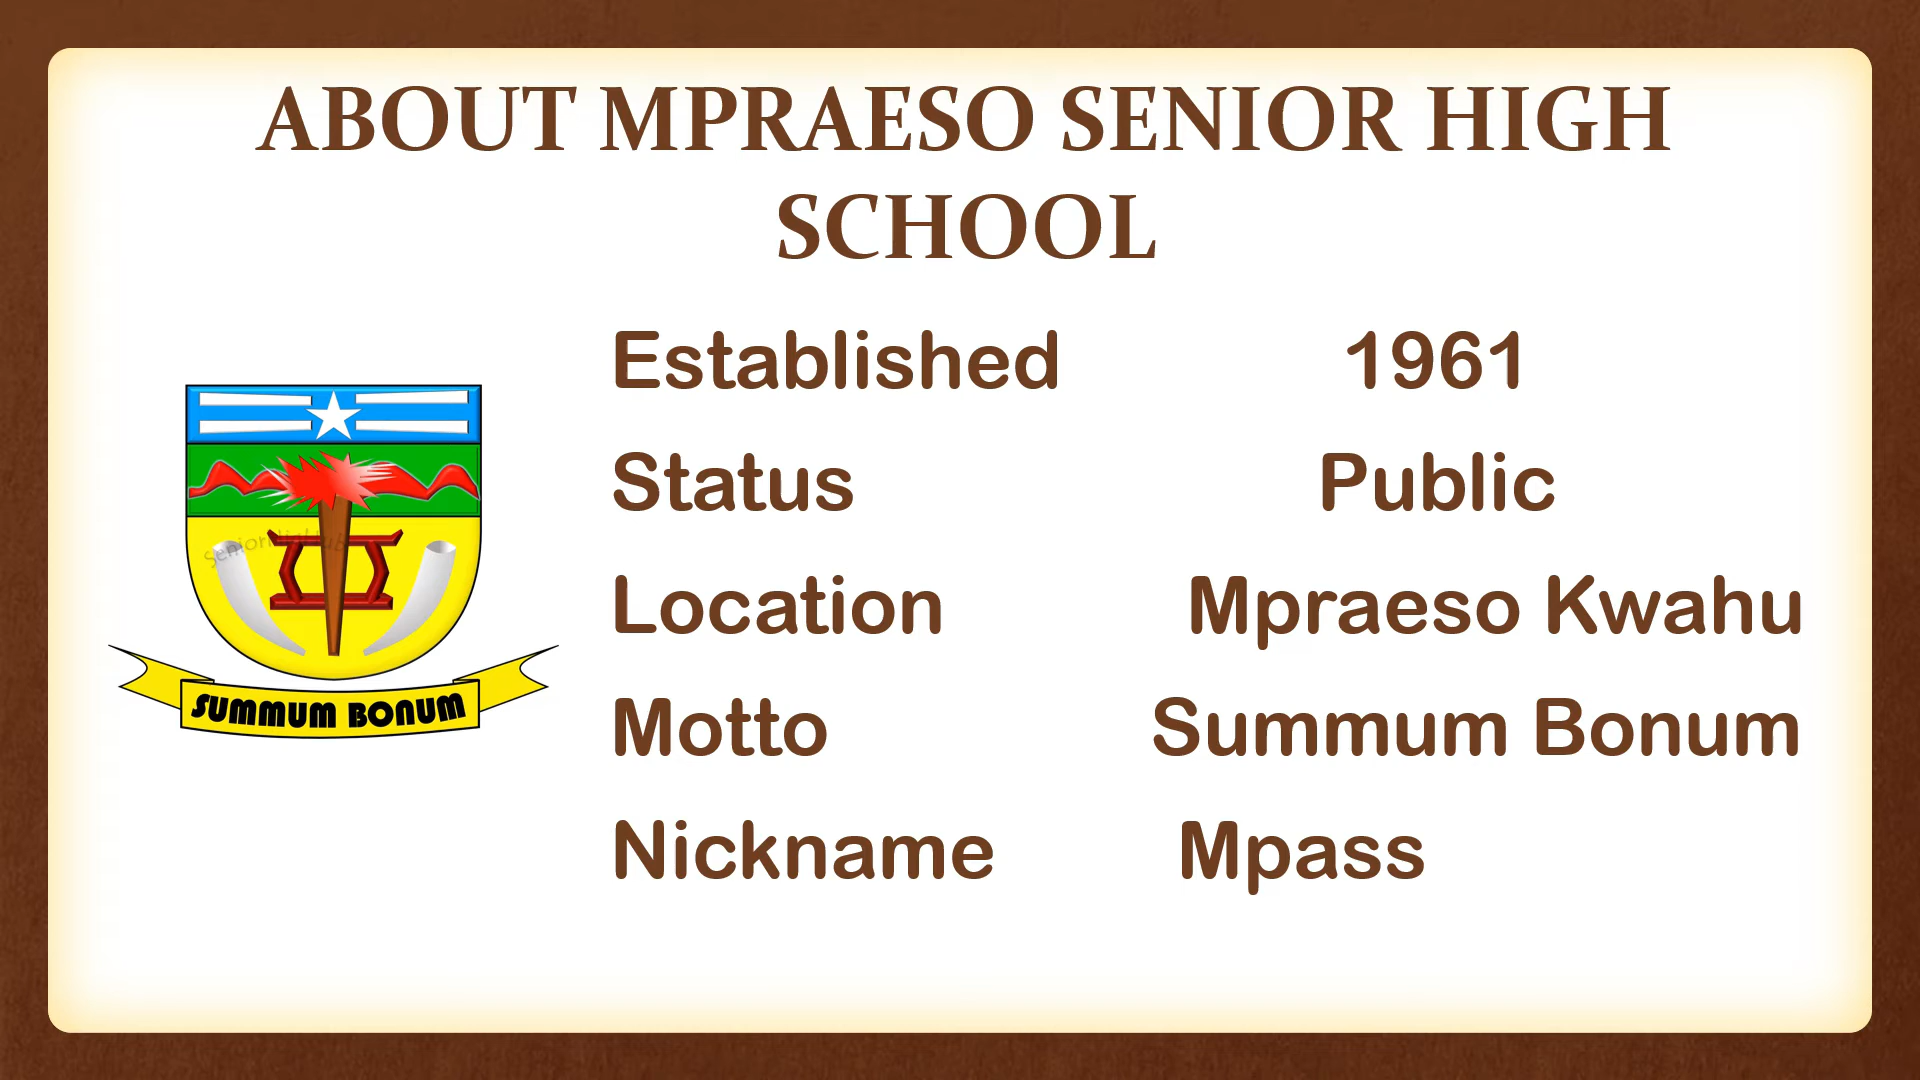 ABOUT MPRAESO SENIOR HIGH
SCHOOL
Established 1961
Status Public
Location Mpraeso Kwahu
Motto Summum Bonum
Nickname Mpass
SeniorHiGHuB
SUMMUM BONUM